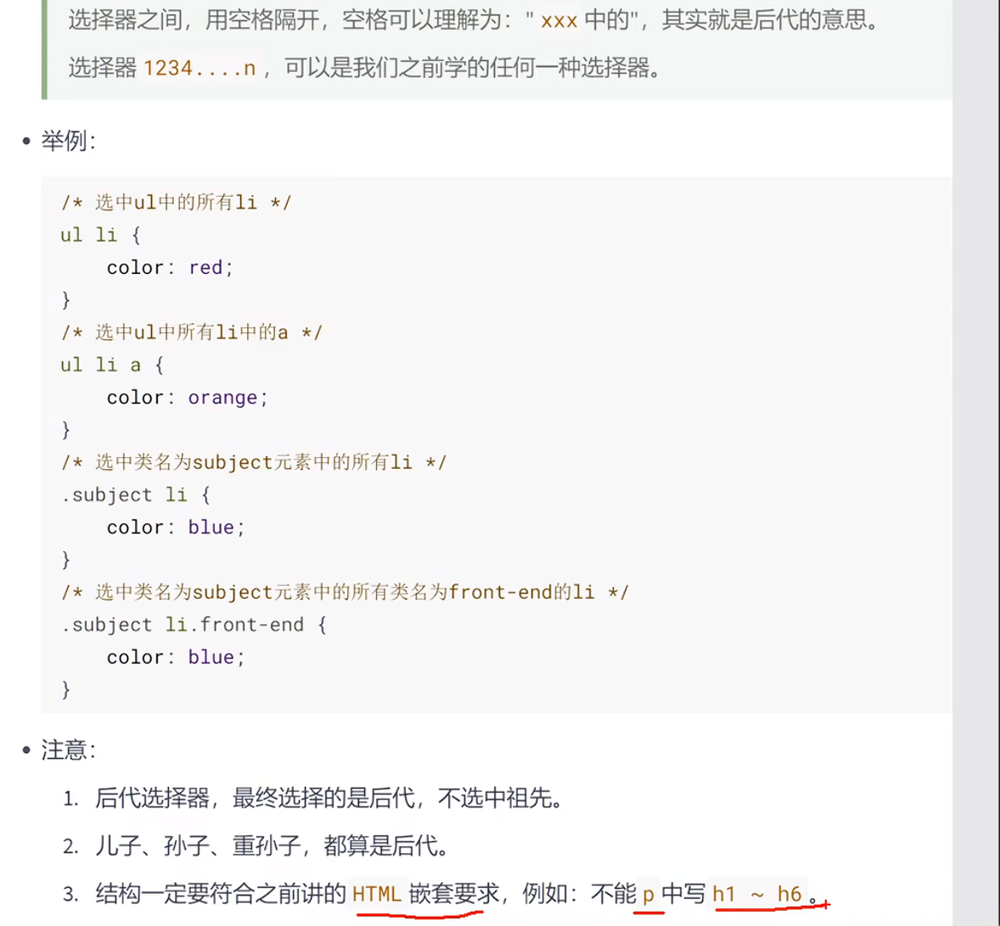 选择器之间，用空格隔开，空格可以理解为：" xxx 中的"，其实就是后代的意思。
选择器 1234....n ，可以是我们之前学的任何一种选择器。
• 举例：
/* 选中ul中的所有li */
ul li {
    color: red;
}
/* 选中ul中所有li中的a */
ul li a {
    color: orange;
}
/* 选中类名为subject元素中的所有li */
.subject li {
    color: blue;
}
/* 选中类名为subject元素中的所有类名为front-end的li */
.subject li.front-end {
    color: blue;
}
• 注意：
1. 后代选择器，最终选择的是后代，不选中祖先。
2. 儿子、孙子、重孙子，都算是后代。
3. 结构一定要符合之前讲的 HTML 嵌套要求，例如：不能 p 中写 h1 ~ h6 。